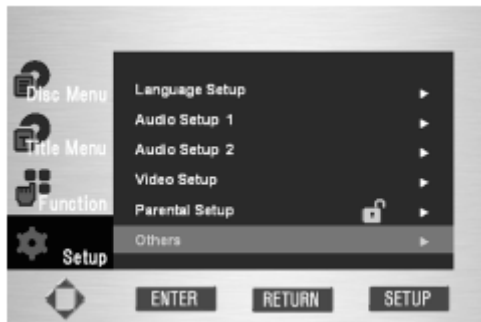 Disc Menu
Title Menu
Function
Setup
Language Setup
Audio Setup 1
Audio Setup 2
Video Setup
Parental Setup
Others
ENTER RETURN SETUP